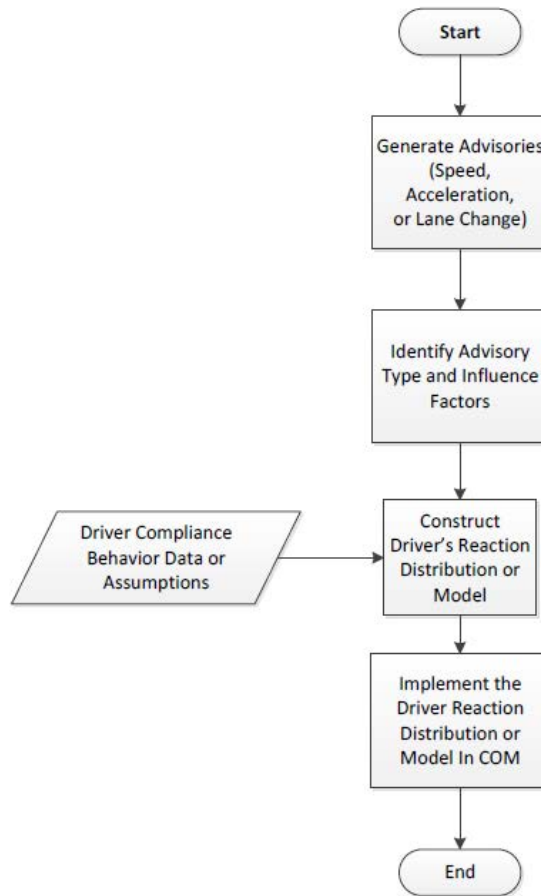 Start
Generate Advisories
(Speed,
Acceleration,
or Lane Change)
Identify Advisory
Type and Influence
Factors
Driver Compliance
Behavior Data or
Assumptions
Construct
Driver’s Reaction
Distribution or
Model
Implement the
Driver Reaction
Distribution or
Model In COM
End